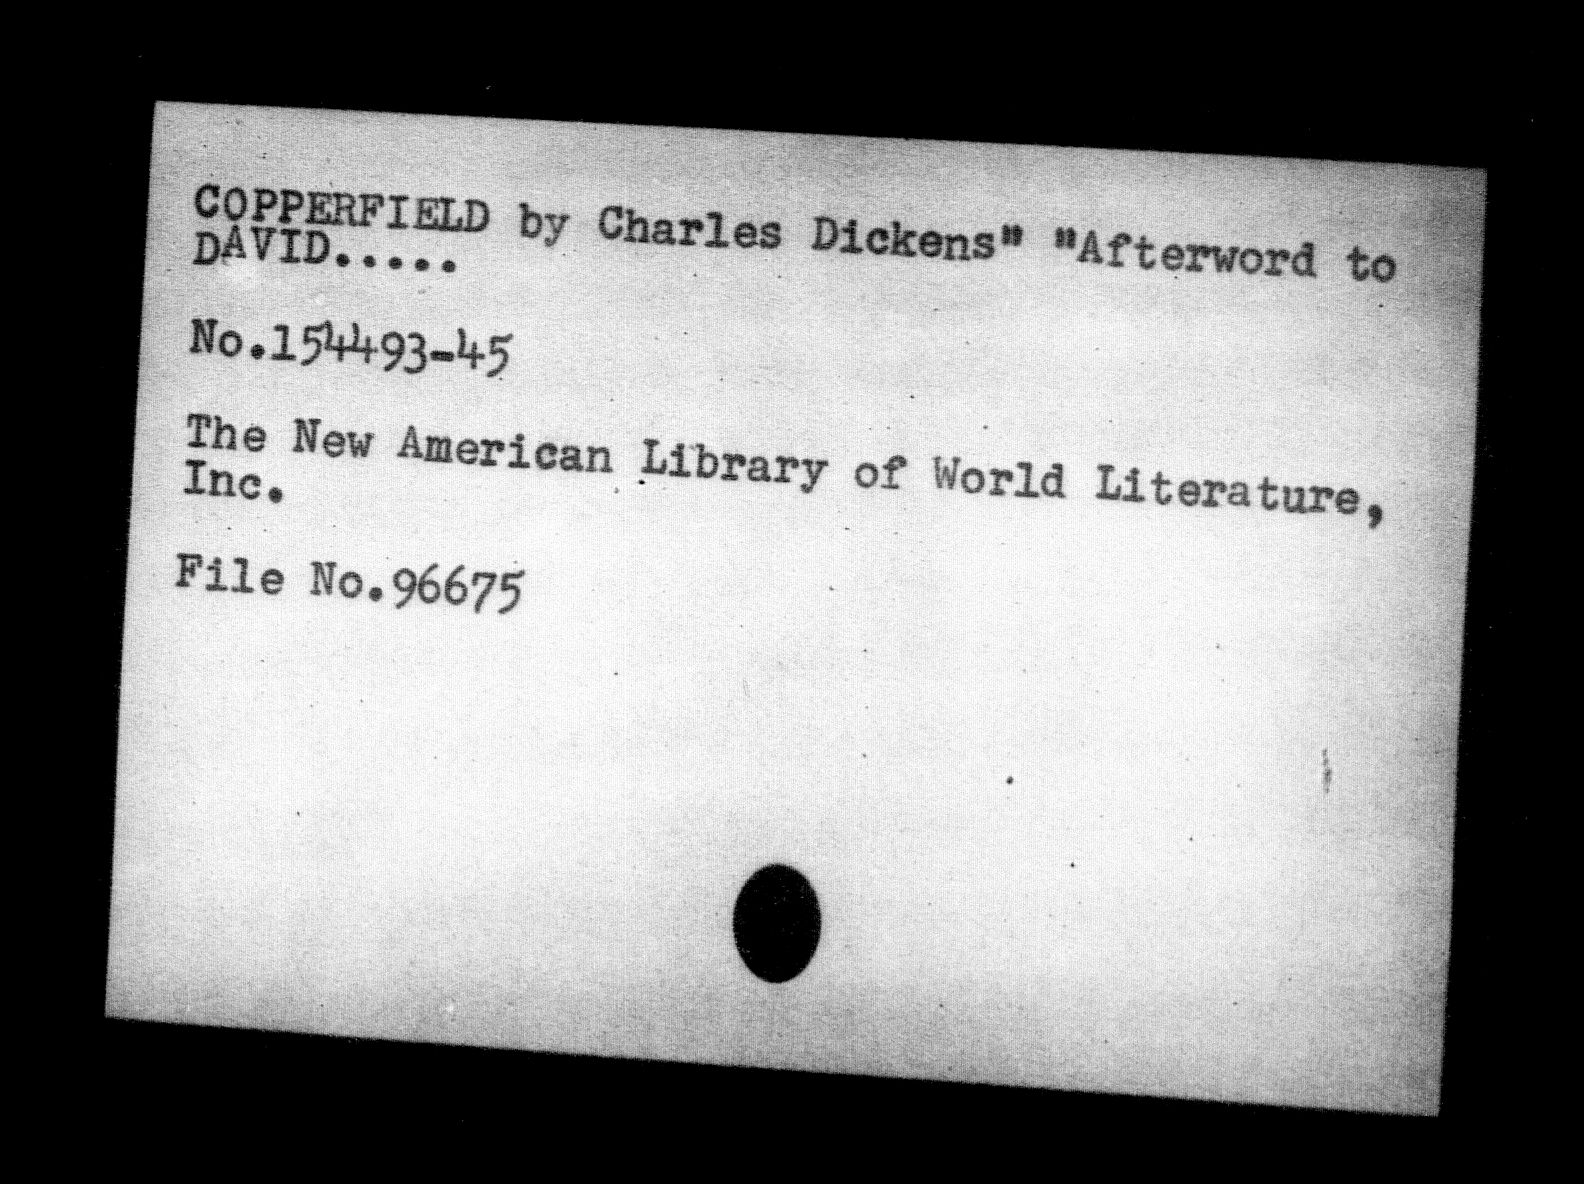 COPPERFIELD by Charles Dickens" "Afterword to
DAVID.....
No.154493-45
The New American Library of World Literature,
Inc.
File No.96675